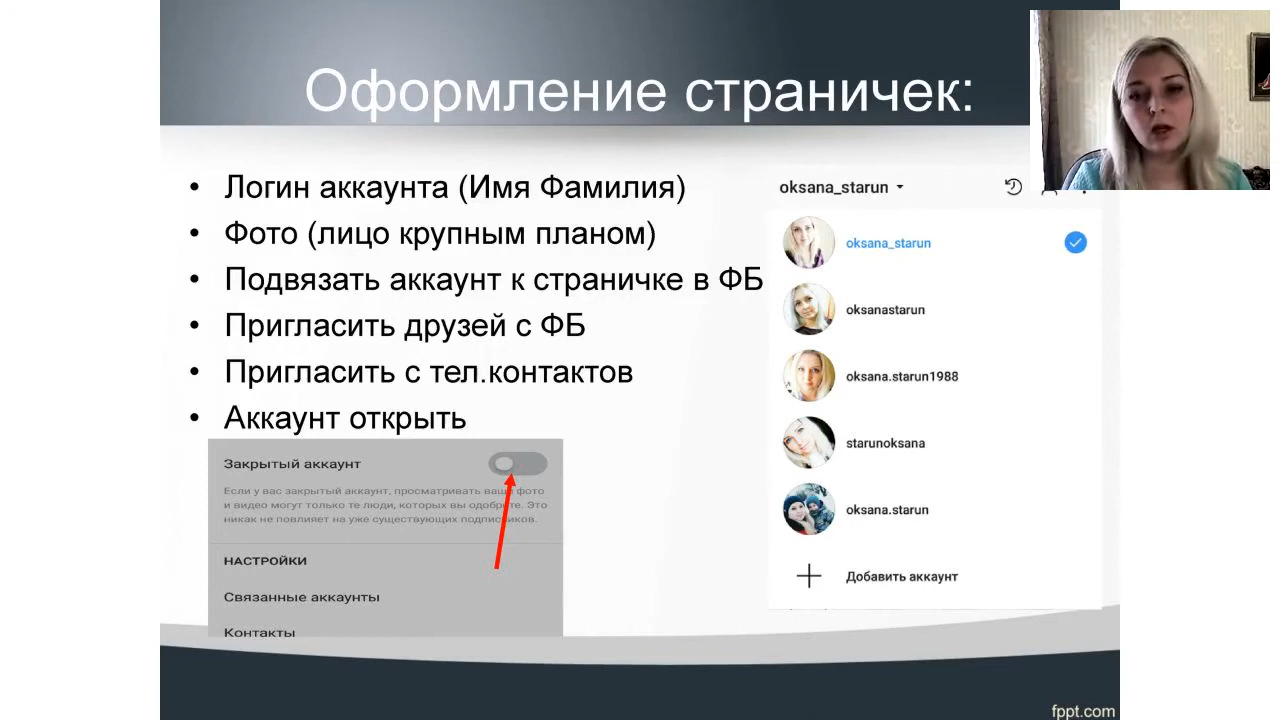 Оформление страничек:
• Логин аккаунта (Имя Фамилия)
• Фото (лицо крупным планом)
• Подвязать аккаунт к страничке в ФБ
• Пригласить друзей с ФБ
• Пригласить с тел.контактов
• Аккаунт открыть
Закрытый аккаунт
Если у вас закрытый аккаунт, просматривать ваши фото
и видео могут только те люди, которых вы одобрите. Это
никак не повлияет на уже существующих подписчиков.
НАСТРОЙКИ
Связанные аккаунты
Контакты
oksana_starun
oksana_starun
oksanastarun
oksana.starun1988
starunoksana
oksana.starun
Добавить аккаунт
fppt.com